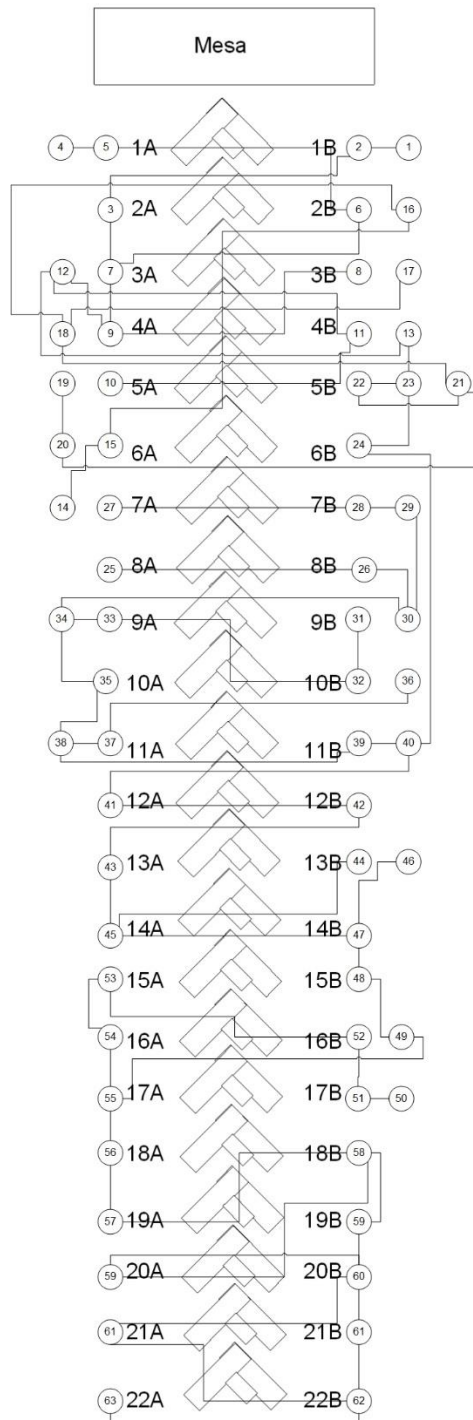 Mesa
4 5 1A 1B 2 1
3 2A 2B 6 16
12 7 3A 3B 8 17
18 9 4A 4B 11 13
19 10 5A 5B 22 23 21
20 15 6A 6B 24
14 27 7A 7B 28 29
25 8A 8B 26
34 33 9A 9B 31 30
35 10A 10B 32 36
38 37 11A 11B 39 40
41 12A 12B 42
43 13A 13B 44 46
45 14A 14B 47
53 15A 15B 48
54 16A 16B 52 49
55 17A 17B 51 50
56 18A 18B 58
57 19A 19B 59
59 20A 20B 60
61 21A 21B 61
63 22A 22B 62